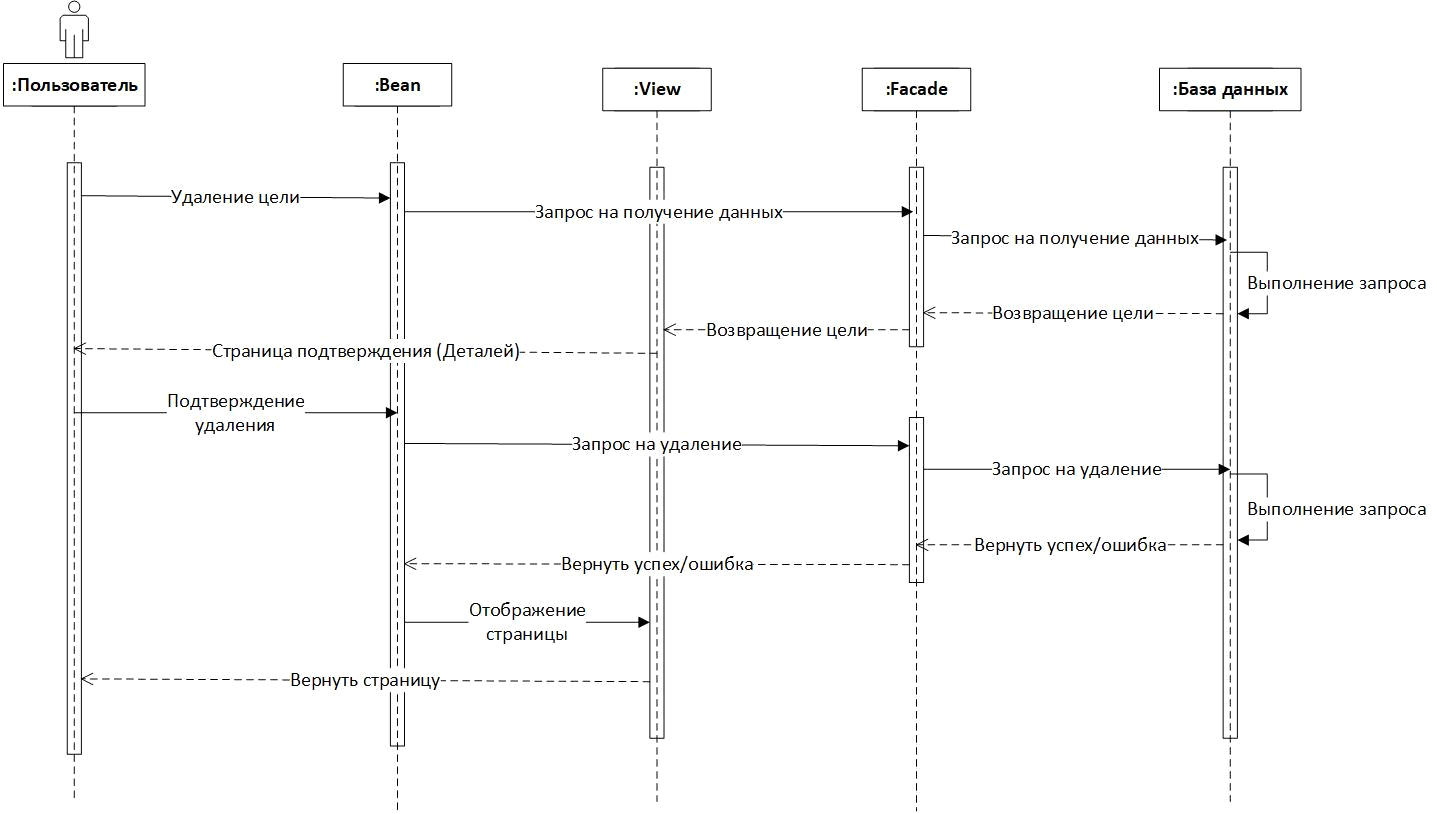 :Пользователь
:Bean
:View
:Facade
:База данных
Удаление цели
Запрос на получение данных
Запрос на получение данных
Выполнение запроса
Возвращение цели
Возвращение цели
Страница подтверждения (Деталей)
Подтверждение
удаления
Запрос на удаление
Запрос на удаление
Выполнение запроса
Вернуть успех/ошибка
Вернуть успех/ошибка
Отображение
страницы
Вернуть страницу